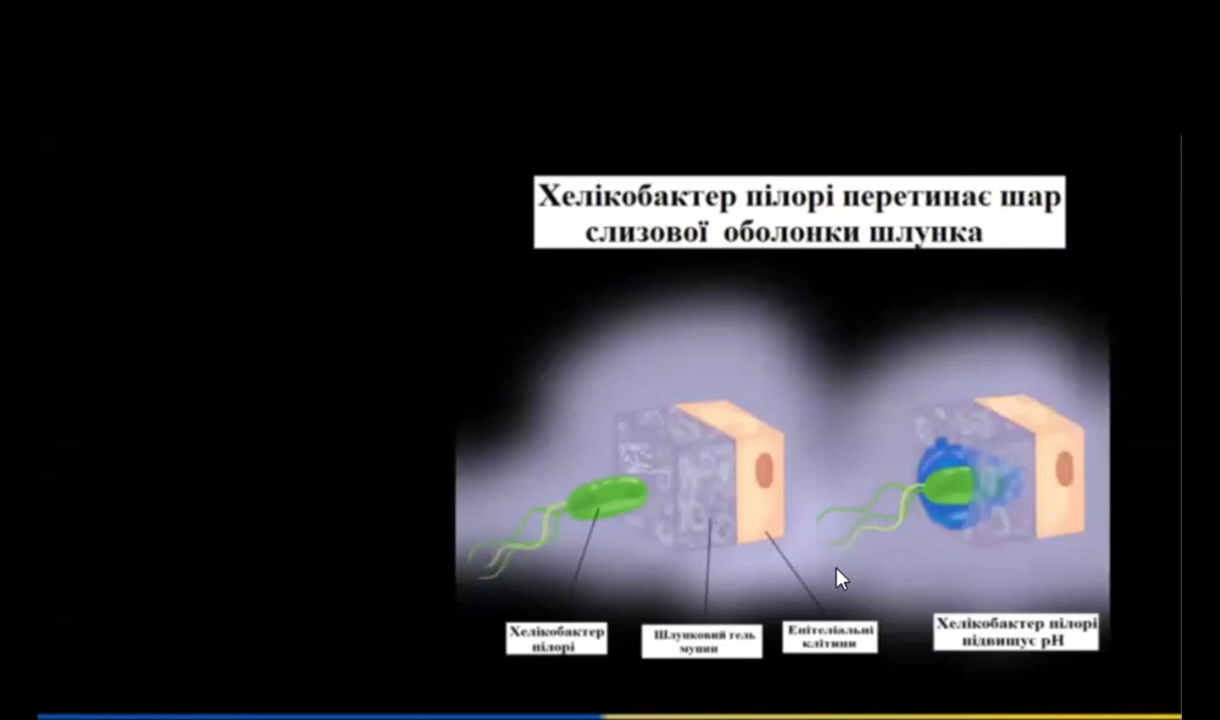 Хелікобактер пілорі перетинає шар
слизової оболонки шлунка
Хелікобактер
пілорі
Шлунковий гель
муцин
Епітеліальні
клітини
Хелікобактер пілорі
підвищує pH